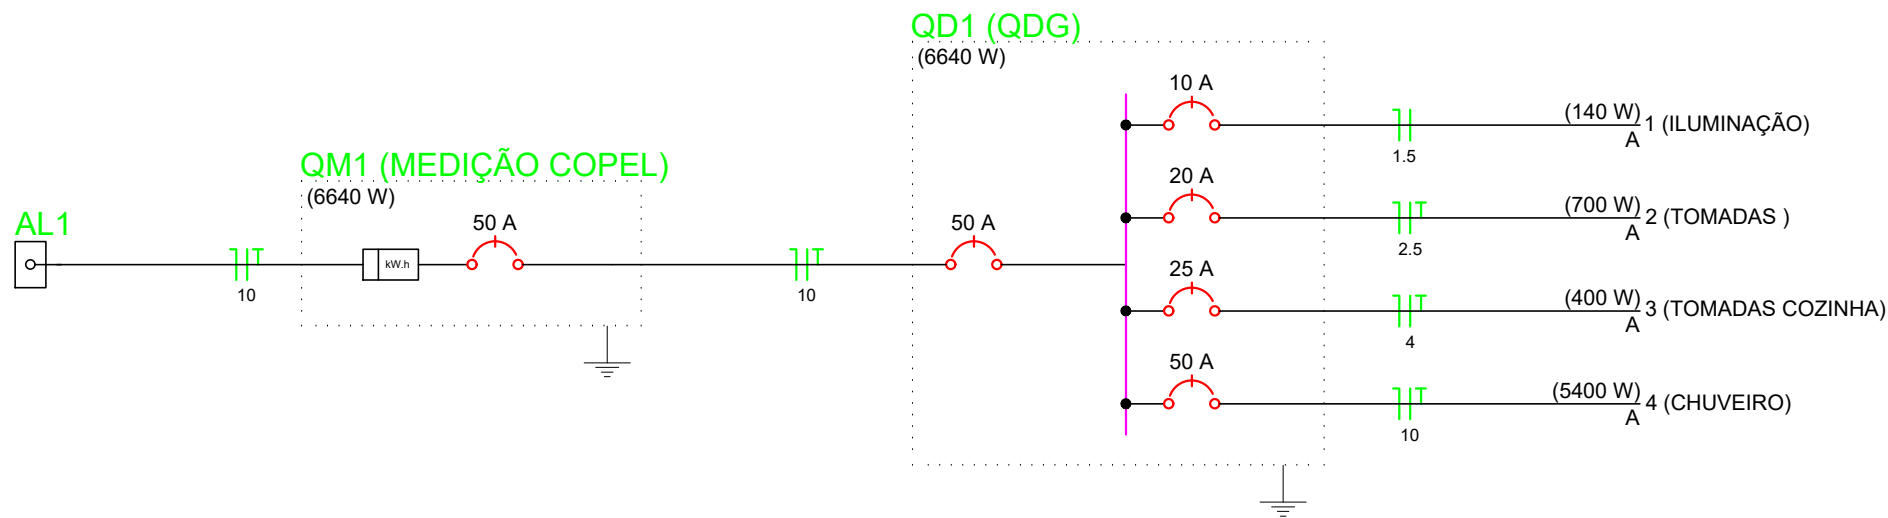 QD1 (QDG)
(6640 W)
10 A
(140 W)
1 (ILUMINAÇÃO)
A
1.5
QM1 (MEDIÇÃO COPEL)
(6640 W)
20 A
(700 W)
2 (TOMADAS )
A
2.5
AL1
50 A
50 A
kW.h
10
10
25 A
(400 W)
3 (TOMADAS COZINHA)
A
4
50 A
(5400 W)
4 (CHUVEIRO)
A
10